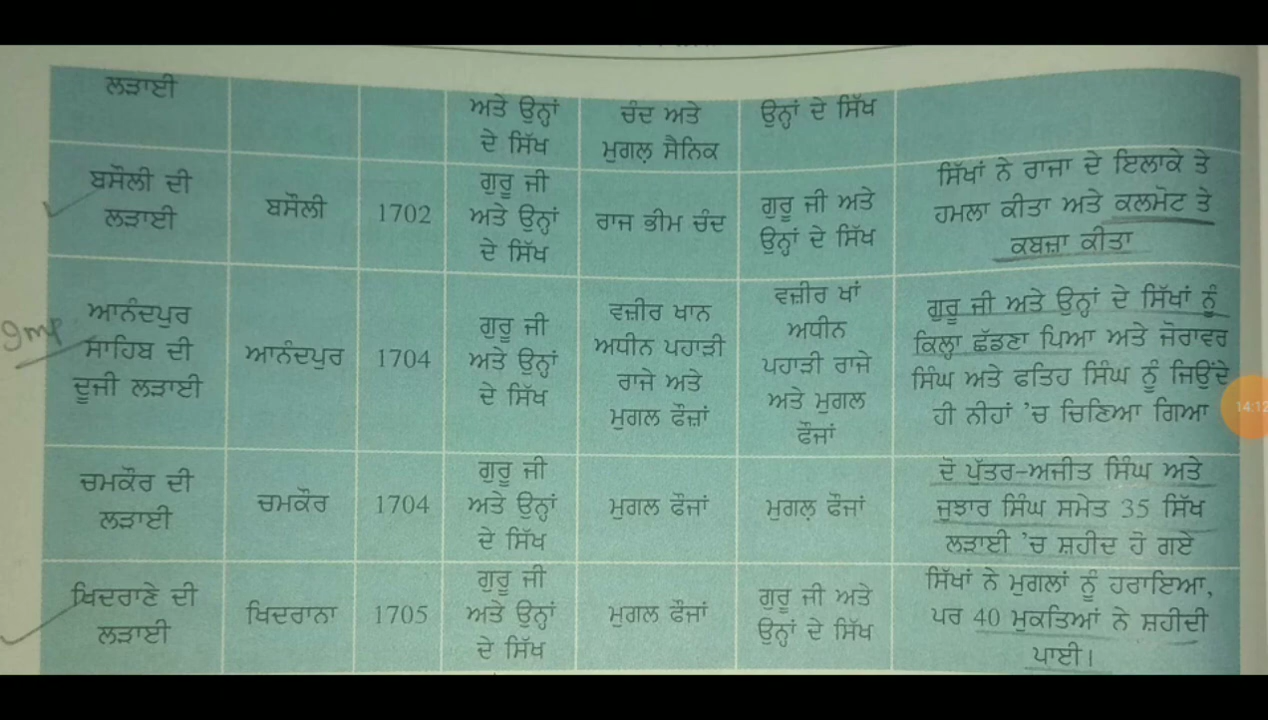 ਲੜਾਈ
ਅਤੇ ਉਨ੍ਹਾਂ
ਦੇ ਸਿੱਖ
ਚੰਦ ਅਤੇ
ਮੁਗਲ ਸੈਨਿਕ
ਉਨ੍ਹਾਂ ਦੇ ਸਿੱਖ
ਬਸੌਲੀ ਦੀ
ਲੜਾਈ
ਬਸੌਲੀ
1702
ਗੁਰੂ ਜੀ
ਅਤੇ ਉਨ੍ਹਾਂ
ਦੇ ਸਿੱਖ
ਰਾਜ ਭੀਮ ਚੰਦ
ਗੁਰੂ ਜੀ ਅਤੇ
ਉਨ੍ਹਾਂ ਦੇ ਸਿੱਖ
ਸਿੱਖਾਂ ਨੇ ਰਾਜਾ ਦੇ ਇਲਾਕੇ ਤੇ
ਹਮਲਾ ਕੀਤਾ ਅਤੇ ਕਲਮੋਟ ਤੇ
ਕਬਜ਼ਾ ਕੀਤਾ
Imp
ਆਨੰਦਪੁਰ
ਸਾਹਿਬ ਦੀ
ਦੂਜੀ ਲੜਾਈ
ਆਨੰਦਪੁਰ
1704
ਗੁਰੂ ਜੀ
ਅਤੇ ਉਨ੍ਹਾਂ
ਦੇ ਸਿੱਖ
ਵਜ਼ੀਰ ਖਾਨ
ਅਧੀਨ ਪਹਾੜੀ
ਰਾਜੇ ਅਤੇ
ਮੁਗਲ ਫੌਜ਼ਾਂ
ਵਜ਼ੀਰ ਖਾਂ
ਅਧੀਨ
ਪਹਾੜੀ ਰਾਜੇ
ਅਤੇ ਮੁਗਲ
ਫੌਜਾਂ
ਗੁਰੂ ਜੀ ਅਤੇ ਉਨ੍ਹਾਂ ਦੇ ਸਿੱਖਾਂ ਨੂੰ
ਕਿਲ੍ਹਾ ਛੱਡਣਾ ਪਿਆ ਅਤੇ ਜੋਰਾਵਰ
ਸਿੰਘ ਅਤੇ ਫਤਿਹ ਸਿੰਘ ਨੂੰ ਜਿਉਂਦੇ
ਹੀ ਨੀਹਾਂ 'ਚ ਚਿਣਿਆ ਗਿਆ
14:12
ਚਮਕੌਰ ਦੀ
ਲੜਾਈ
ਚਮਕੌਰ
1704
ਗੁਰੂ ਜੀ
ਅਤੇ ਉਨ੍ਹਾਂ
ਦੇ ਸਿੱਖ
ਮੁਗਲ ਫੌਜਾਂ
ਮੁਗਲ ਫੌਜਾਂ
ਦੋ ਪੁੱਤਰ-ਅਜੀਤ ਸਿੰਘ ਅਤੇ
ਜੁਝਾਰ ਸਿੰਘ ਸਮੇਤ 35 ਸਿੱਖ
ਲੜਾਈ 'ਚ ਸ਼ਹੀਦ ਹੋ ਗਏ
ਖਿਦਰਾਣੇ ਦੀ
ਲੜਾਈ
ਖਿਦਰਾਨਾ
1705
ਗੁਰੂ ਜੀ
ਅਤੇ ਉਨ੍ਹਾਂ
ਦੇ ਸਿੱਖ
ਮੁਗਲ ਫੌਜਾਂ
ਗੁਰੂ ਜੀ ਅਤੇ
ਉਨ੍ਹਾਂ ਦੇ ਸਿੱਖ
ਸਿੱਖਾਂ ਨੇ ਮੁਗਲਾਂ ਨੂੰ ਹਰਾਇਆ,
ਪਰ 40 ਮੁਕਤਿਆਂ ਨੇ ਸ਼ਹੀਦੀ
ਪਾਈ।